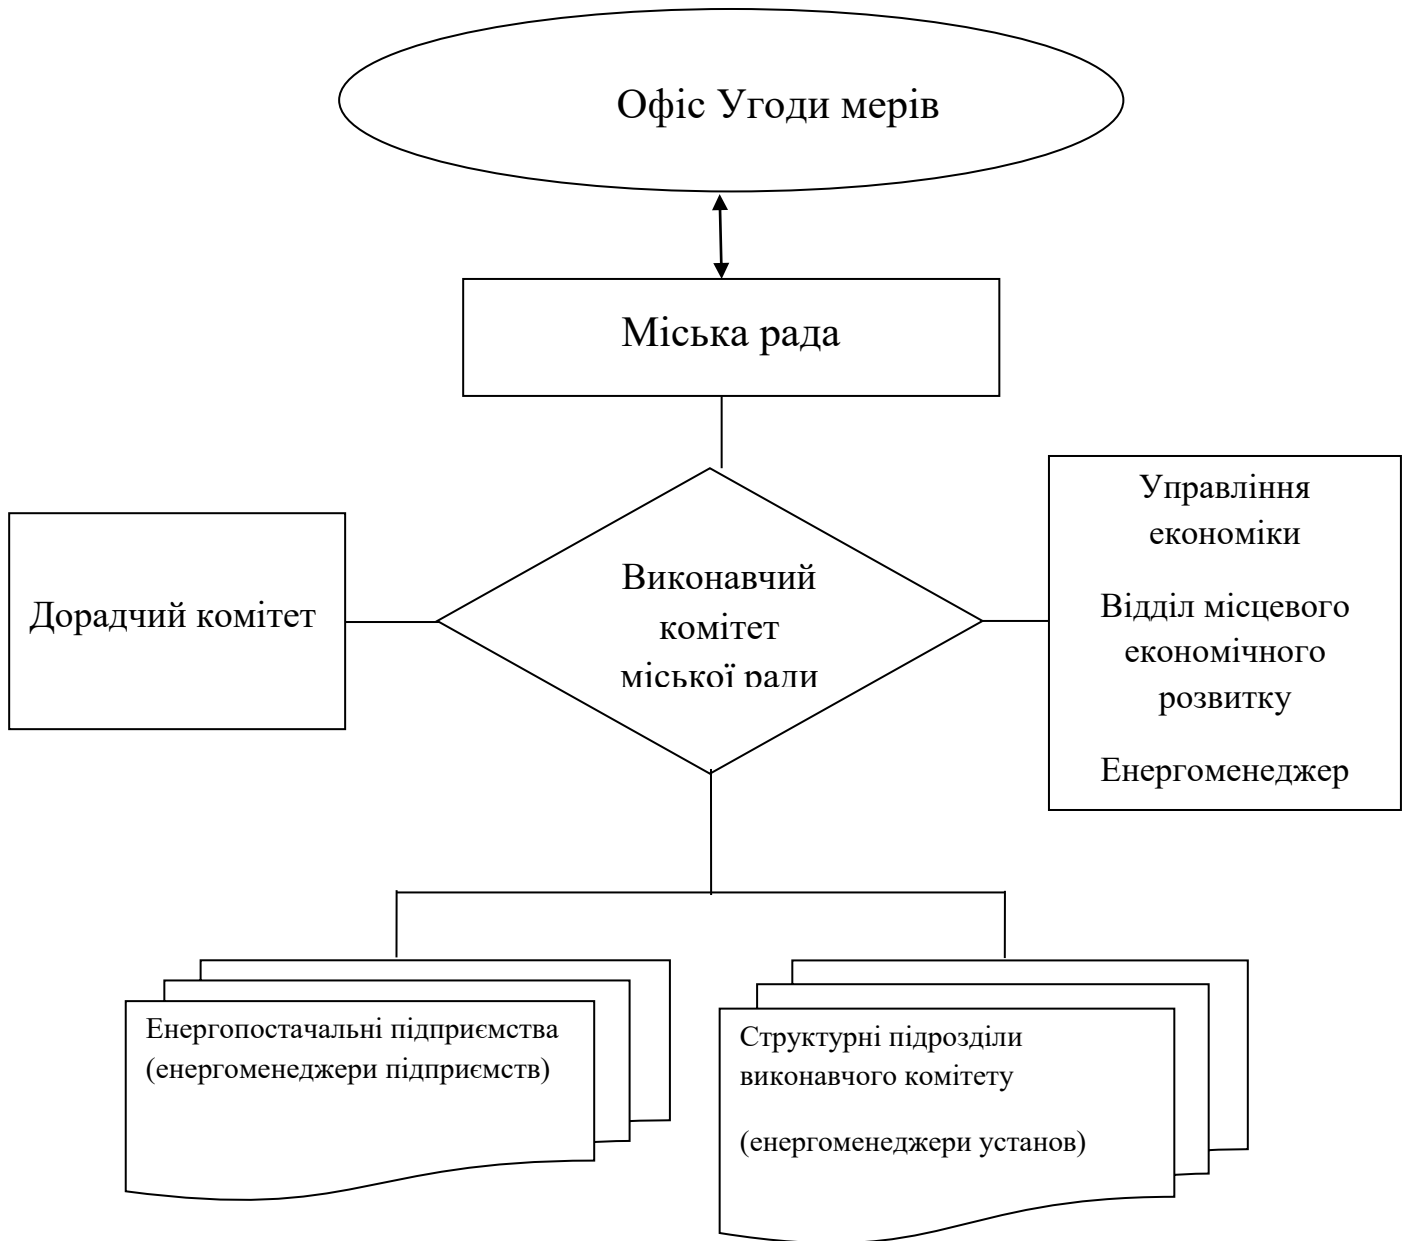 Офіс Угоди мерів
Міська рада
Дорадчий комітет
Виконавчий
комітет
міської ради
Управління
економіки
Відділ місцевого
економічного
розвитку
Енергоменеджер
Енергопостачальні підприємства
(енергоменеджери підприємств)
Структурні підрозділи
виконавчого комітету
(енергоменеджери установ)